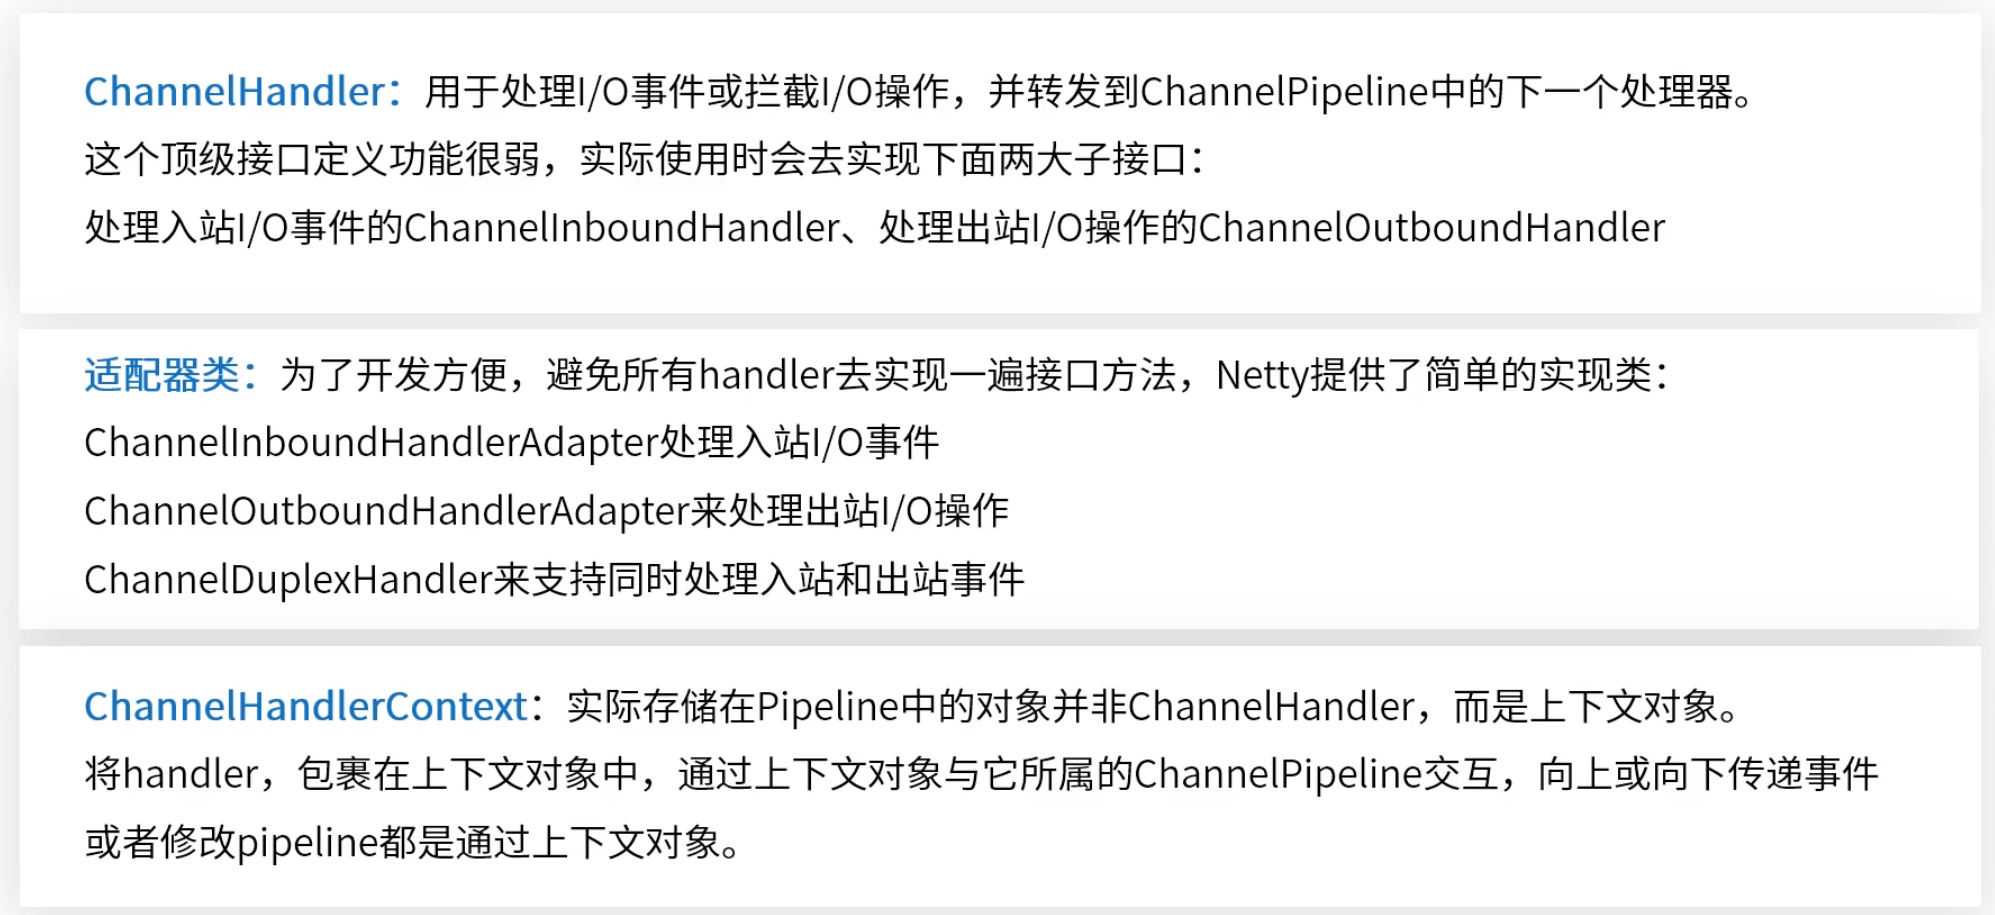 ChannelHandler：用于处理I/O事件或拦截I/O操作，并转发到ChannelPipeline中的下一个处理器。
这个顶级接口定义功能很弱，实际使用时会去实现下面两大子接口：
处理入站I/O事件的ChannelInboundHandler、处理出站I/O操作的ChannelOutboundHandler
适配器类：为了开发方便，避免所有handler去实现一遍接口方法，Netty提供了简单的实现类：
ChannelInboundHandlerAdapter处理入站I/O事件
ChannelOutboundHandlerAdapter来处理出站I/O操作
ChannelDuplexHandler来支持同时处理入站和出站事件
ChannelHandlerContext：实际存储在Pipeline中的对象并非ChannelHandler，而是上下文对象。
将handler，包裹在上下文对象中，通过上下文对象与它所属的ChannelPipeline交互，向上或向下传递事件
或者修改pipeline都是通过上下文对象。